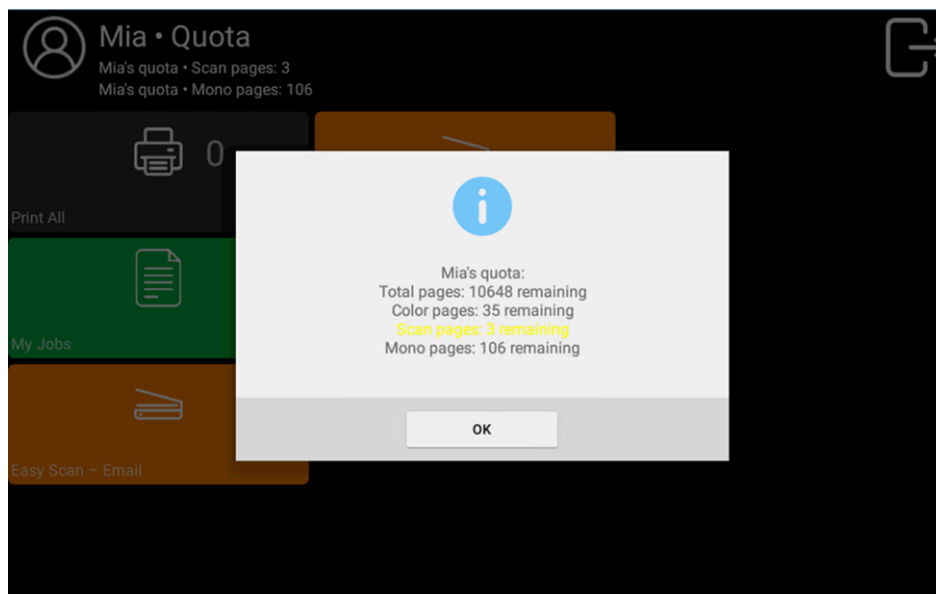 Mia • Quota
Mia's quota • Scan pages: 3
Mia's quota • Mono pages: 106
0
Print All
My Jobs
Easy Scan – Email
Mia's quota:
Total pages: 10648 remaining
Color pages: 35 remaining
Scan pages: 3 remaining
Mono pages: 106 remaining
OK